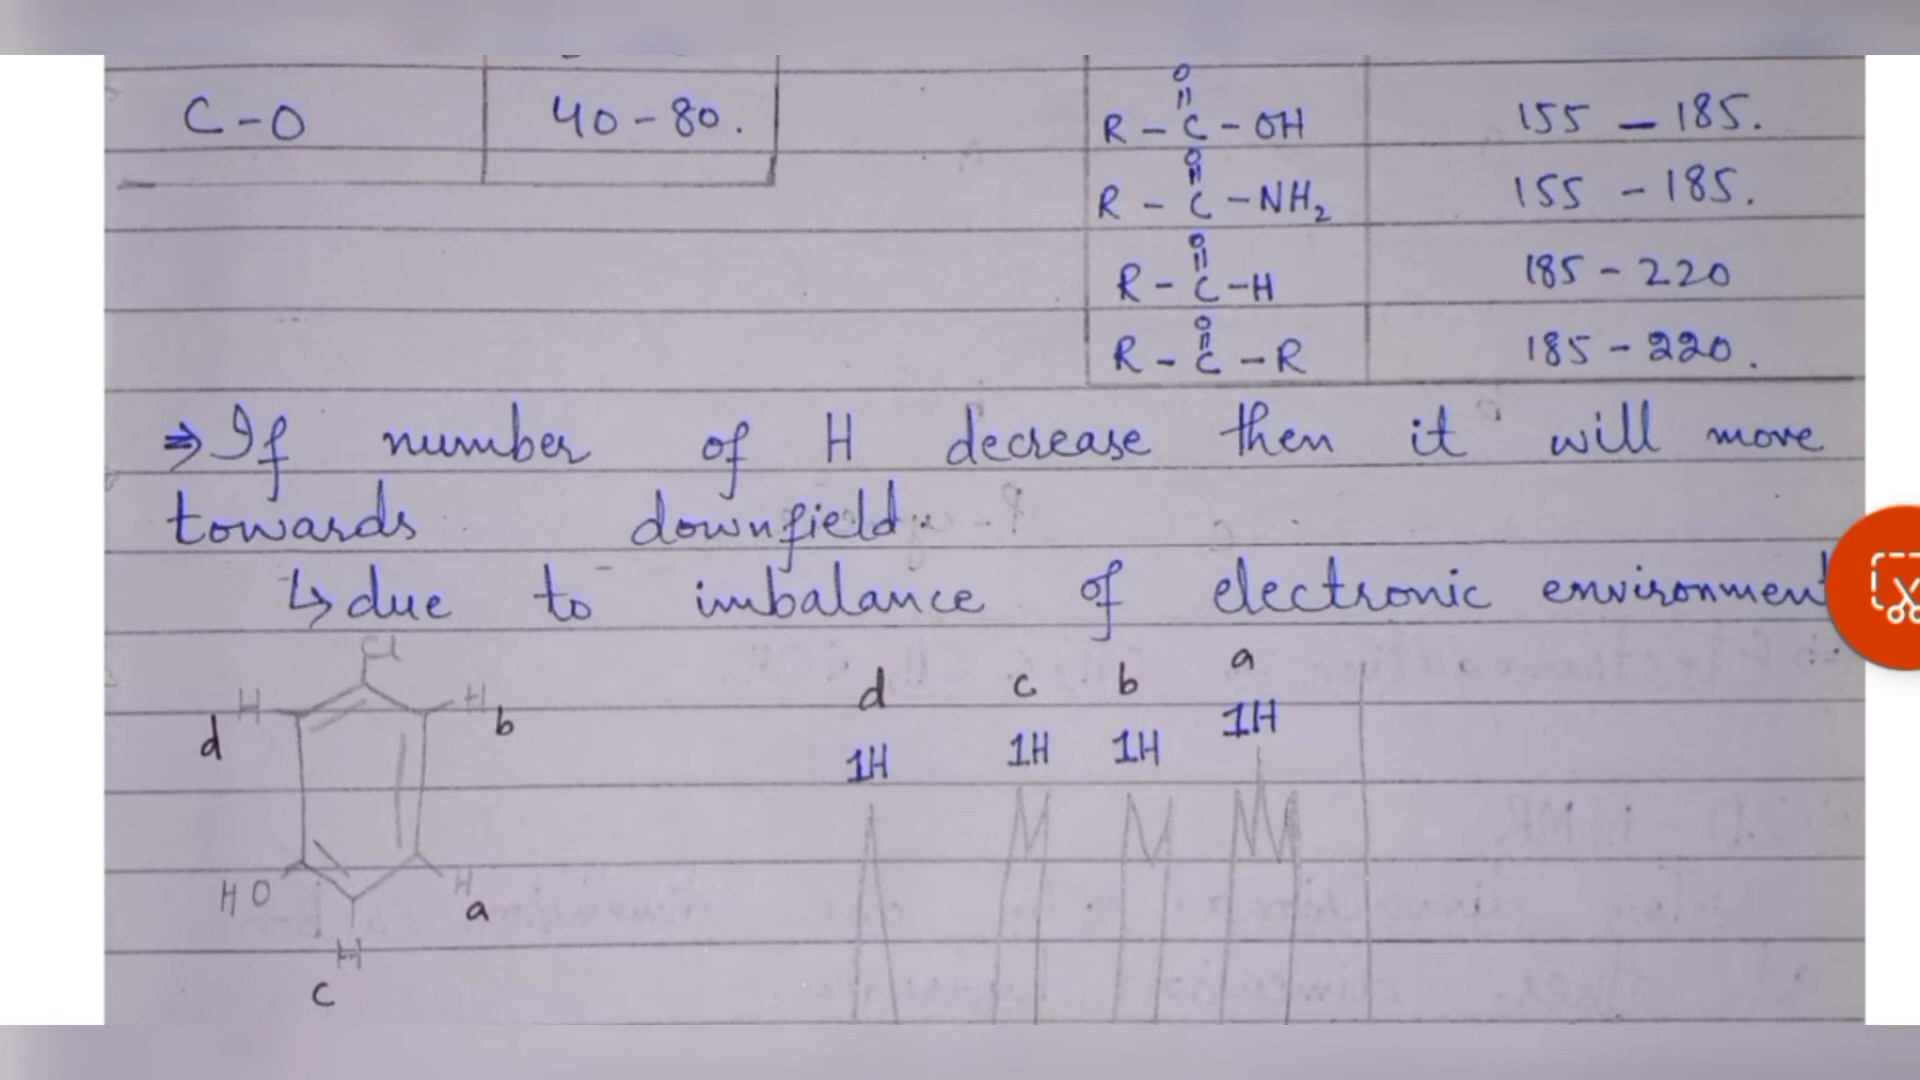 C-O 40-80.
O
R - C - OH 155 - 185.
O
R - C - NH₂ 155 - 185.
O
R - C - H 185 - 220
O
R - C - R 185 - 220.
⇒ If number of H decrease then it will move
towards downfield.
↳ due to imbalance of electronic environment
Cl
H H
d b
HO H
a
H
c
d c b a
1H 1H 1H 1H